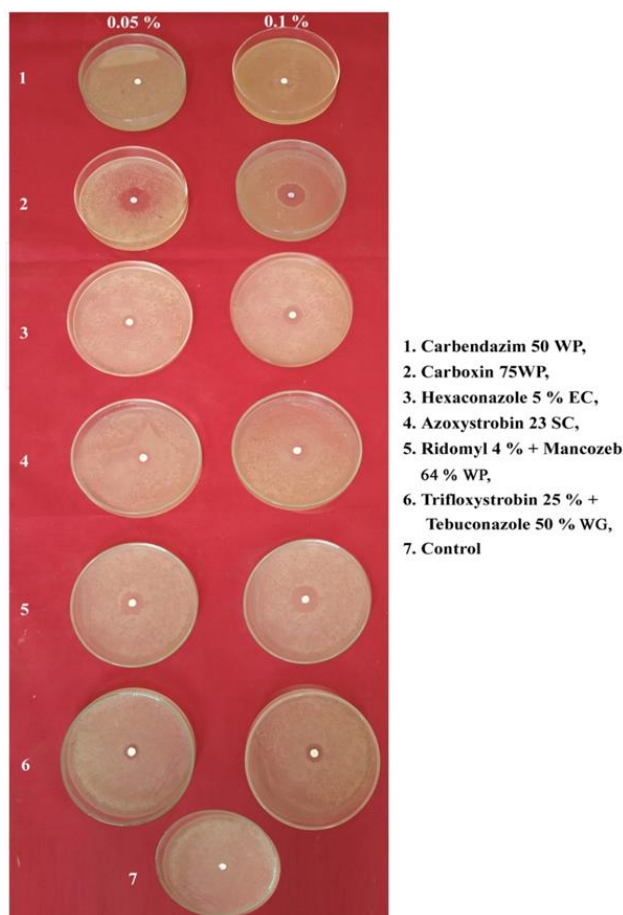 0.05 %
0.1 %
1
2
3
4
5
6
7
1. Carbendazim 50 WP,
2. Carboxin 75WP,
3. Hexaconazole 5 % EC,
4. Azoxystrobin 23 SC,
5. Ridomyl 4 % + Mancozeb
64 % WP,
6. Trifloxystrobin 25 % +
Tebuconazole 50 % WG,
7. Control